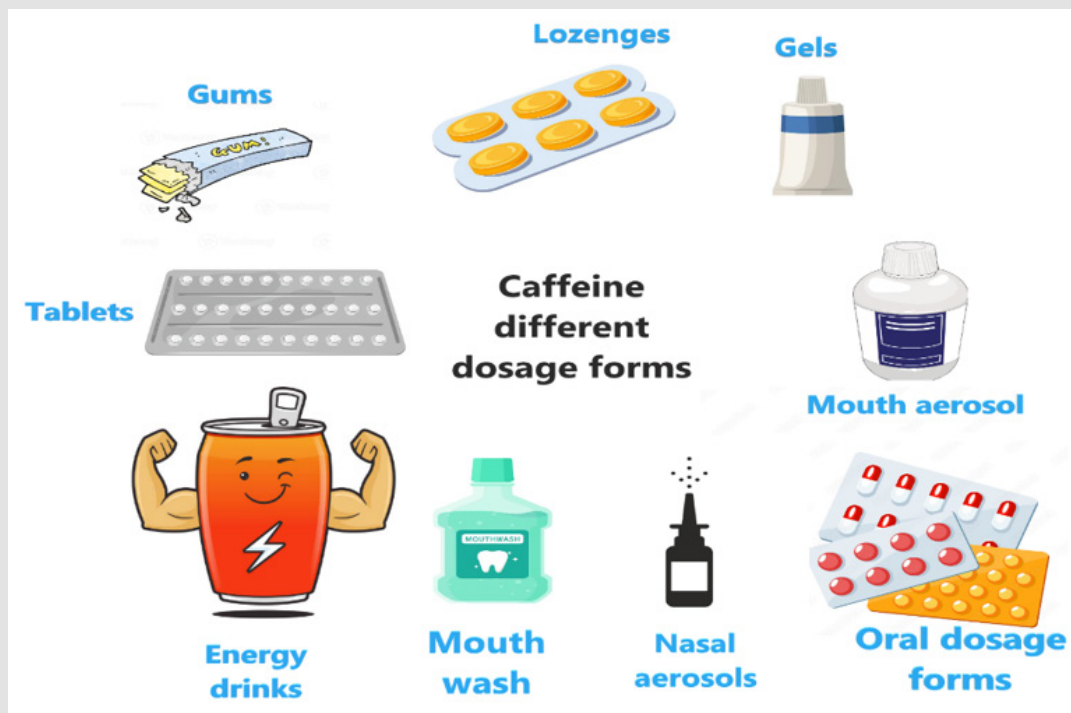 Lozenges
Gels
Gums
GUM!
Tablets
Caffeine
different
dosage forms
Mouth aerosol
MOUTHWASH
Energy
drinks
Mouth
wash
Nasal
aerosols
Oral dosage
forms